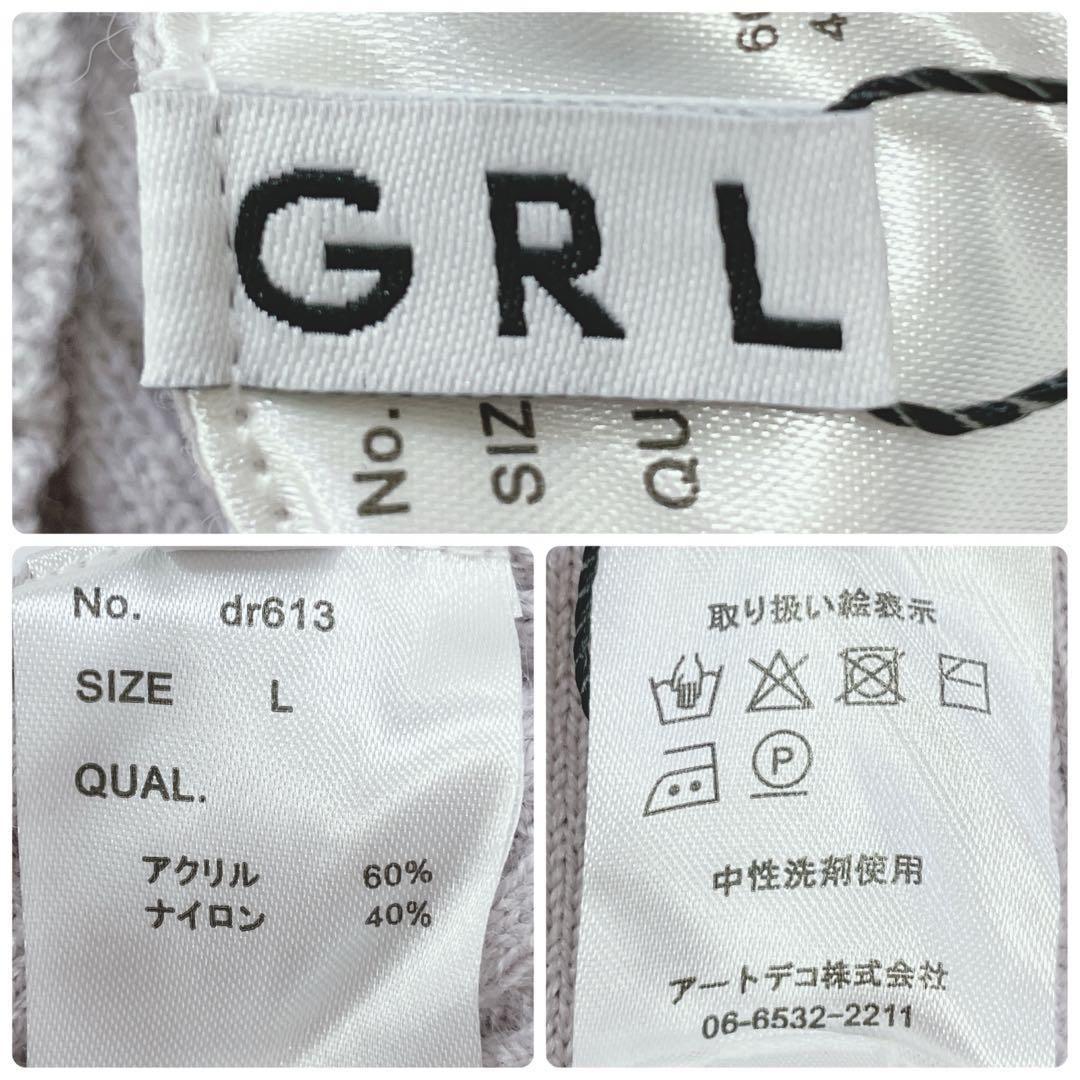 6
4
GRL
No.
SIZ
QU
No. dr613
SIZE L
QUAL.
アクリル 60%
ナイロン 40%
取り扱い絵表示
P
中性洗剤使用
アートデコ株式会社
06-6532-2211